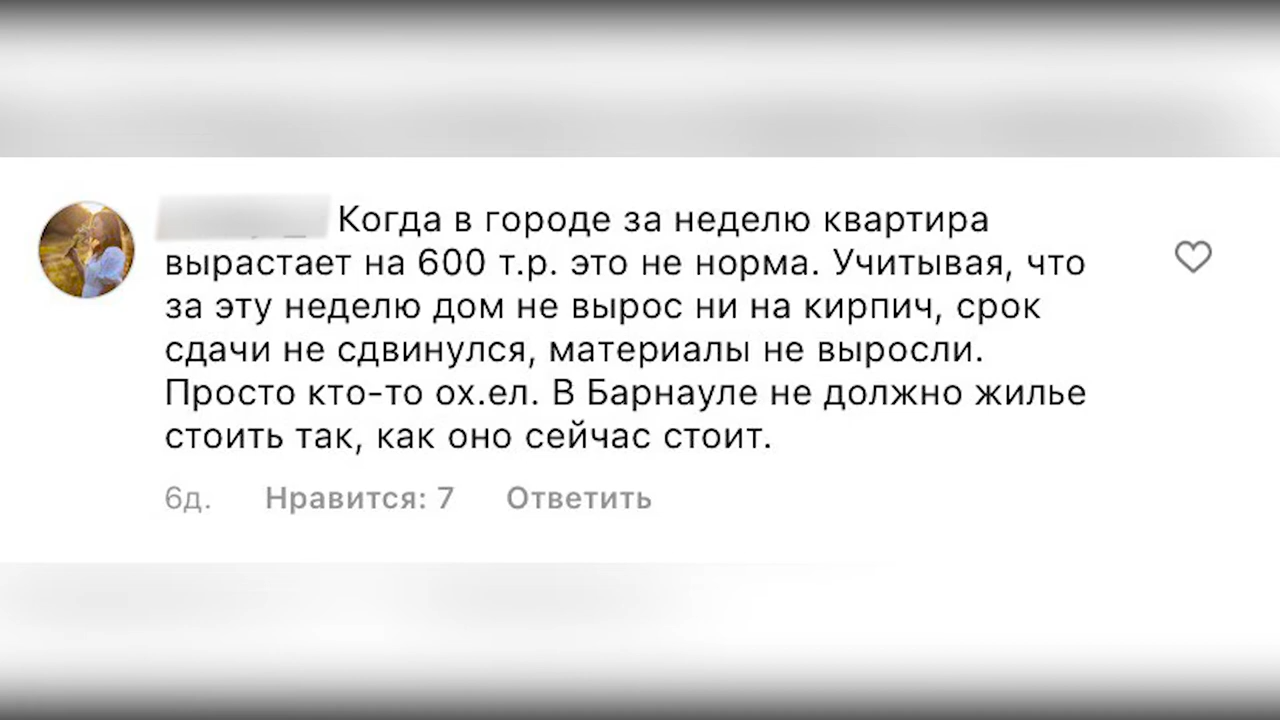 Когда в городе за неделю квартира
вырастает на 600 т.р. это не норма. Учитывая, что
за эту неделю дом не вырос ни на кирпич, срок
сдачи не сдвинулся, материалы не выросли.
Просто кто-то ох.ел. В Барнауле не должно жилье
стоить так, как оно сейчас стоит.
6д. Нравится: 7 Ответить